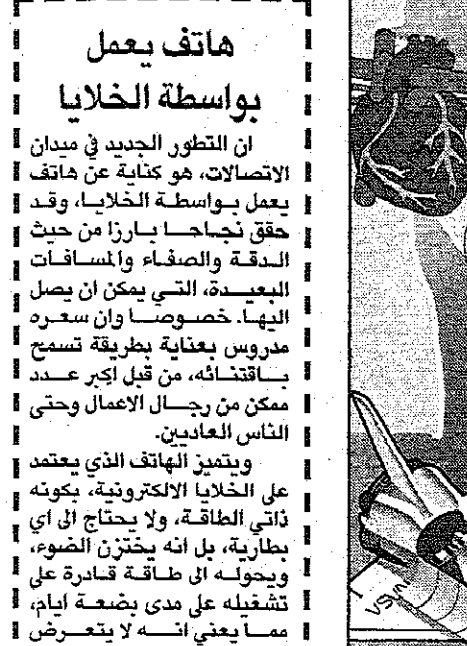 هاتف يعمل
بواسطة الخلايا
ان التطور الجديد في ميدان
الاتصالات، هو كناية عن هاتف
يعمل بواسطة الخلايا، وقد
حقق نجاحا بارزا من حيث
الدقة والصفاء والمسافات
البعيدة، التي يمكن ان يصل
اليها. خصوصا وان سعره
مدروس بعناية بطريقة تسمح
باقتنائه، من قبل اكبر عدد
ممكن من رجال الاعمال وحتى
الناس العاديين.
ويتميز الهاتف الذي يعتمد
على الخلايا الالكترونية، بكونه
ذاتي الطاقة، ولا يحتاج الى اي
بطارية، بل انه يختزن الضوء،
ويحوله الى طاقة قادرة على
تشغيله على مدى بضعة ايام،
مما يعني انه لا يتعرض